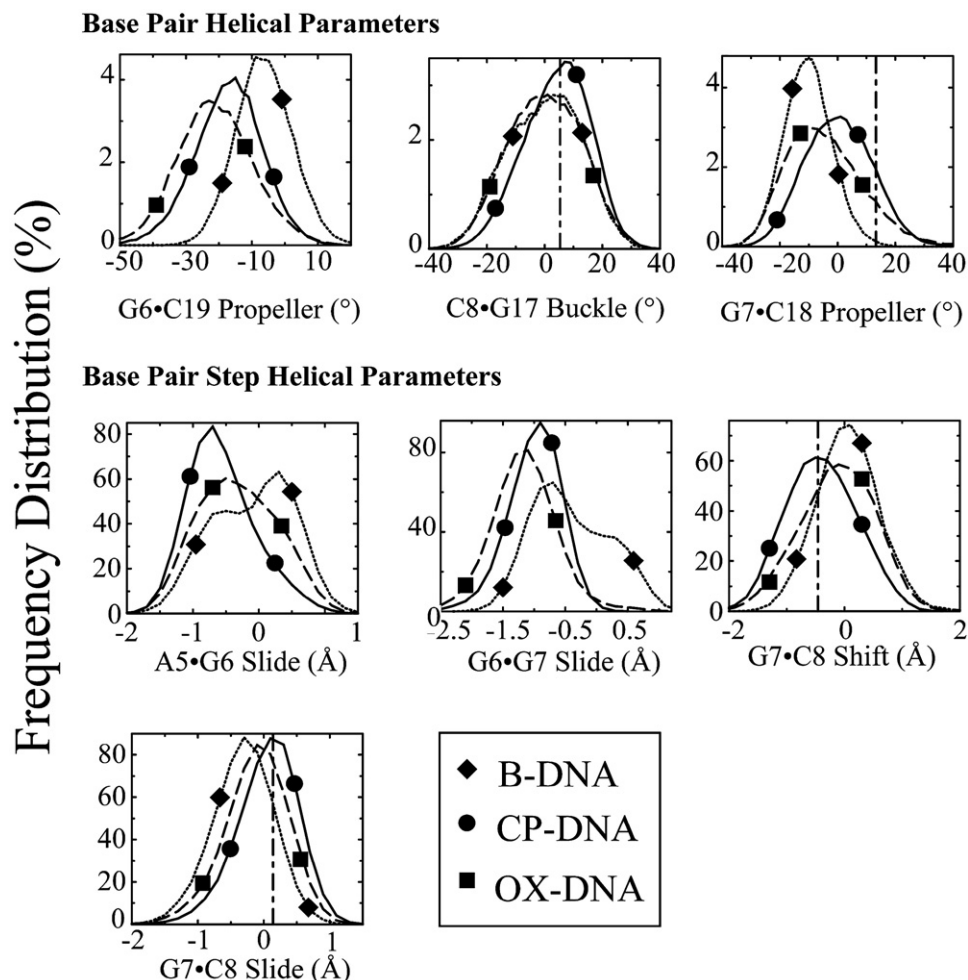 Base Pair Helical Parameters
4
2
0
-50 -30 -10 10
G6•C19 Propeller (°)
3
2
1
0
-40 -20 0 20 40
C8•G17 Buckle (°)
4
2
0
-40 -20 0 20 40
G7•C18 Propeller (°)
Frequency Distribution (%)
Base Pair Step Helical Parameters
80
60
40
20
0
-2 -1 0 1
A5•G6 Slide (Å)
80
40
0
-2.5 -1.5 -0.5 0.5
G6•G7 Slide (Å)
60
40
20
0
-2 0 2
G7•C8 Shift (Å)
80
60
40
20
0
-2 -1 0 1
G7•C8 Slide (Å)
B-DNA
CP-DNA
OX-DNA